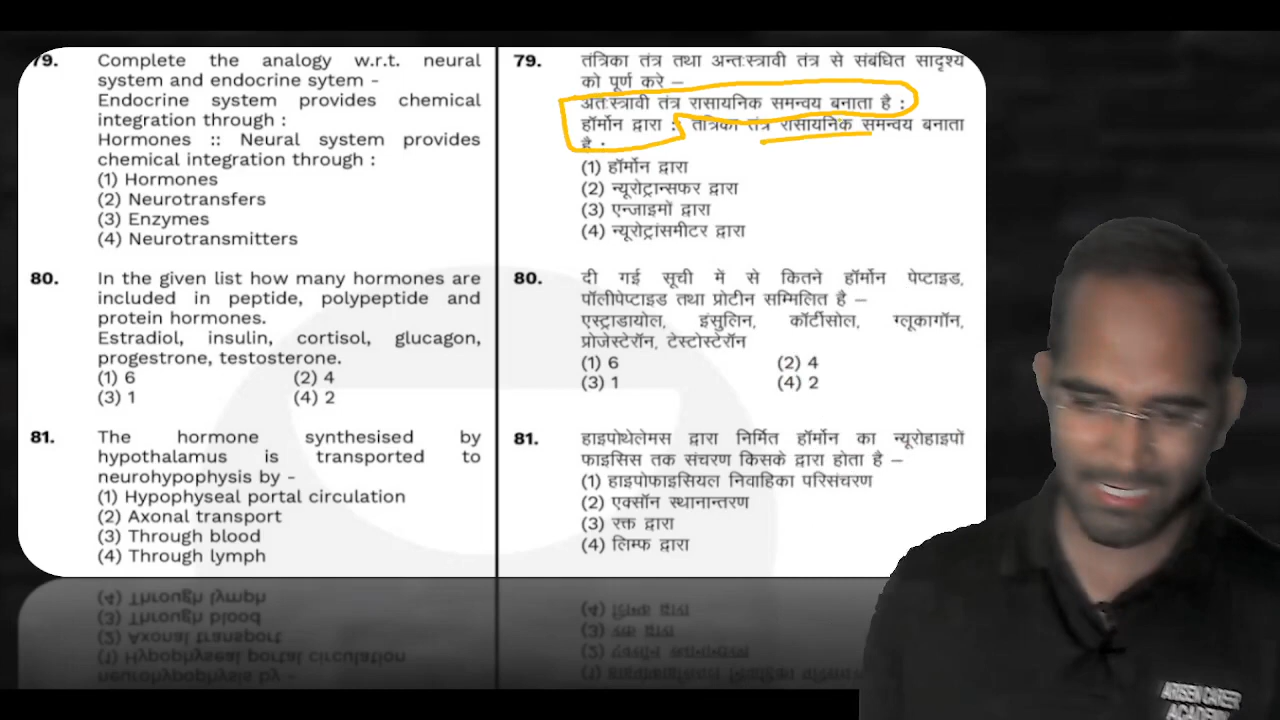 79.
Complete the analogy w.r.t. neural
system and endocrine sytem -
Endocrine system provides chemical
integration through :
Hormones :: Neural system provides
chemical integration through :
(1) Hormones
(2) Neurotransfers
(3) Enzymes
(4) Neurotransmitters
80.
In the given list how many hormones are
included in peptide, polypeptide and
protein hormones.
Estradiol, insulin, cortisol, glucagon,
progestrone, testosterone.
(1) 6 (2) 4
(3) 1 (4) 2
81.
The hormone synthesised by
hypothalamus is transported to
neurohypophysis by -
(1) Hypophyseal portal circulation
(2) Axonal transport
(3) Through blood
(4) Through lymph
79.
तंत्रिका तंत्र तथा अन्तःस्त्रावी तंत्र से संबंधित सादृश्य
को पूर्ण करे –
अतःस्त्रावी तंत्र रासायनिक समन्वय बनाता है :
हॉर्मोन द्वारा :: तंत्रिका तंत्र रासायनिक समन्वय बनाता
है :
(1) हॉर्मोन द्वारा
(2) न्यूरोट्रान्सफर द्वारा
(3) एन्जाइमों द्वारा
(4) न्यूरोट्रांसमीटर द्वारा
80.
दी गई सूची में से कितने हॉर्मोन पेप्टाइड,
पॉलीपेप्टाइड तथा प्रोटीन सम्मिलित है –
एस्ट्राडायोल, इंसुलिन, कॉर्टीसोल, ग्लूकागॉन,
प्रोजेस्टेरॉन, टेस्टोस्टेरॉन
(1) 6 (2) 4
(3) 1 (4) 2
81.
हाइपोथेलेमस द्वारा निर्मित हॉर्मोन का न्यूरोहाइपों
फाइसिस तक संचरण किसके द्वारा होता है –
(1) हाइपोफाइसियल निवाहिका परिसंचरण
(2) एक्सॉन स्थानान्तरण
(3) रक्त द्वारा
(4) लिम्फ द्वारा
ARISEN CAREER
ACADEMY